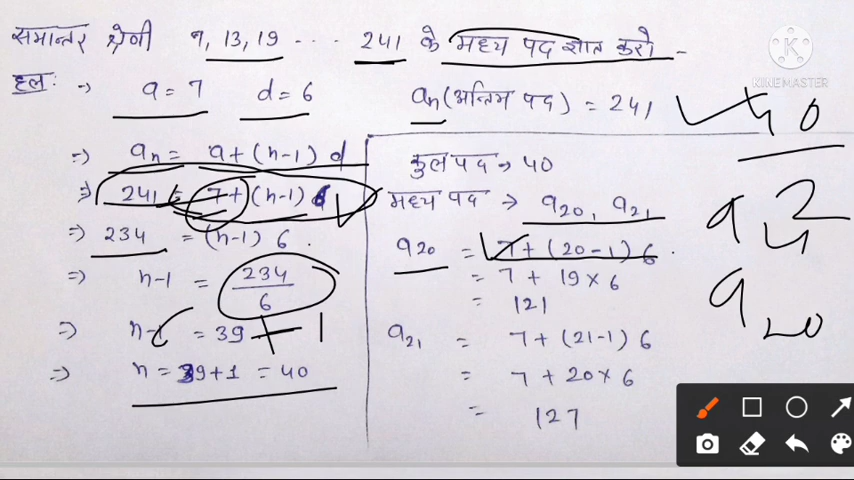 समान्तर श्रेणी 7, 13, 19 ... 241 के मध्य पद ज्ञात करो -
हल: -) a = 7 d = 6 an (अन्तिम पद) = 241
=) an = a + (n-1) d
=) 241 = 7 + (n-1) 6
=) 234 = (n-1) 6
=) n-1 = 234/6
=) n-1 = 39 + 1
=) n = 39+1 = 40
कुल पद → 40
मध्य पद → a20, a21
a20 = 7 + (20-1) 6
= 7 + 19 × 6
= 121
a21 = 7 + (21-1) 6
= 7 + 20 × 6
= 127
40
2
a20
KINEMASTER